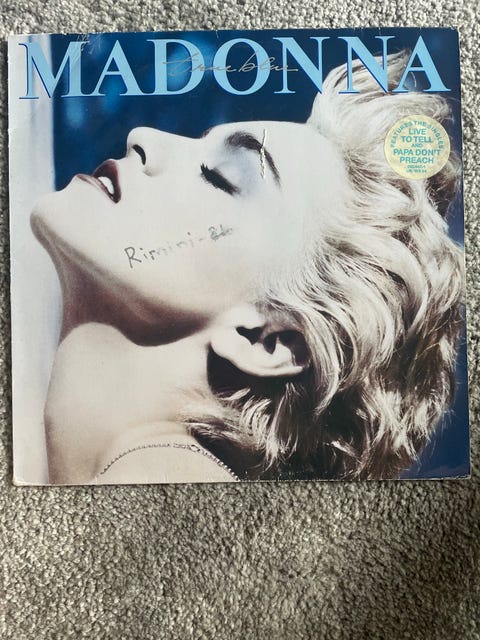 MADONNA
true blue
FEATURES THE SINGLES
LIVE
TO TELL
AND
PAPA DON'T
PREACH
Rimini-86